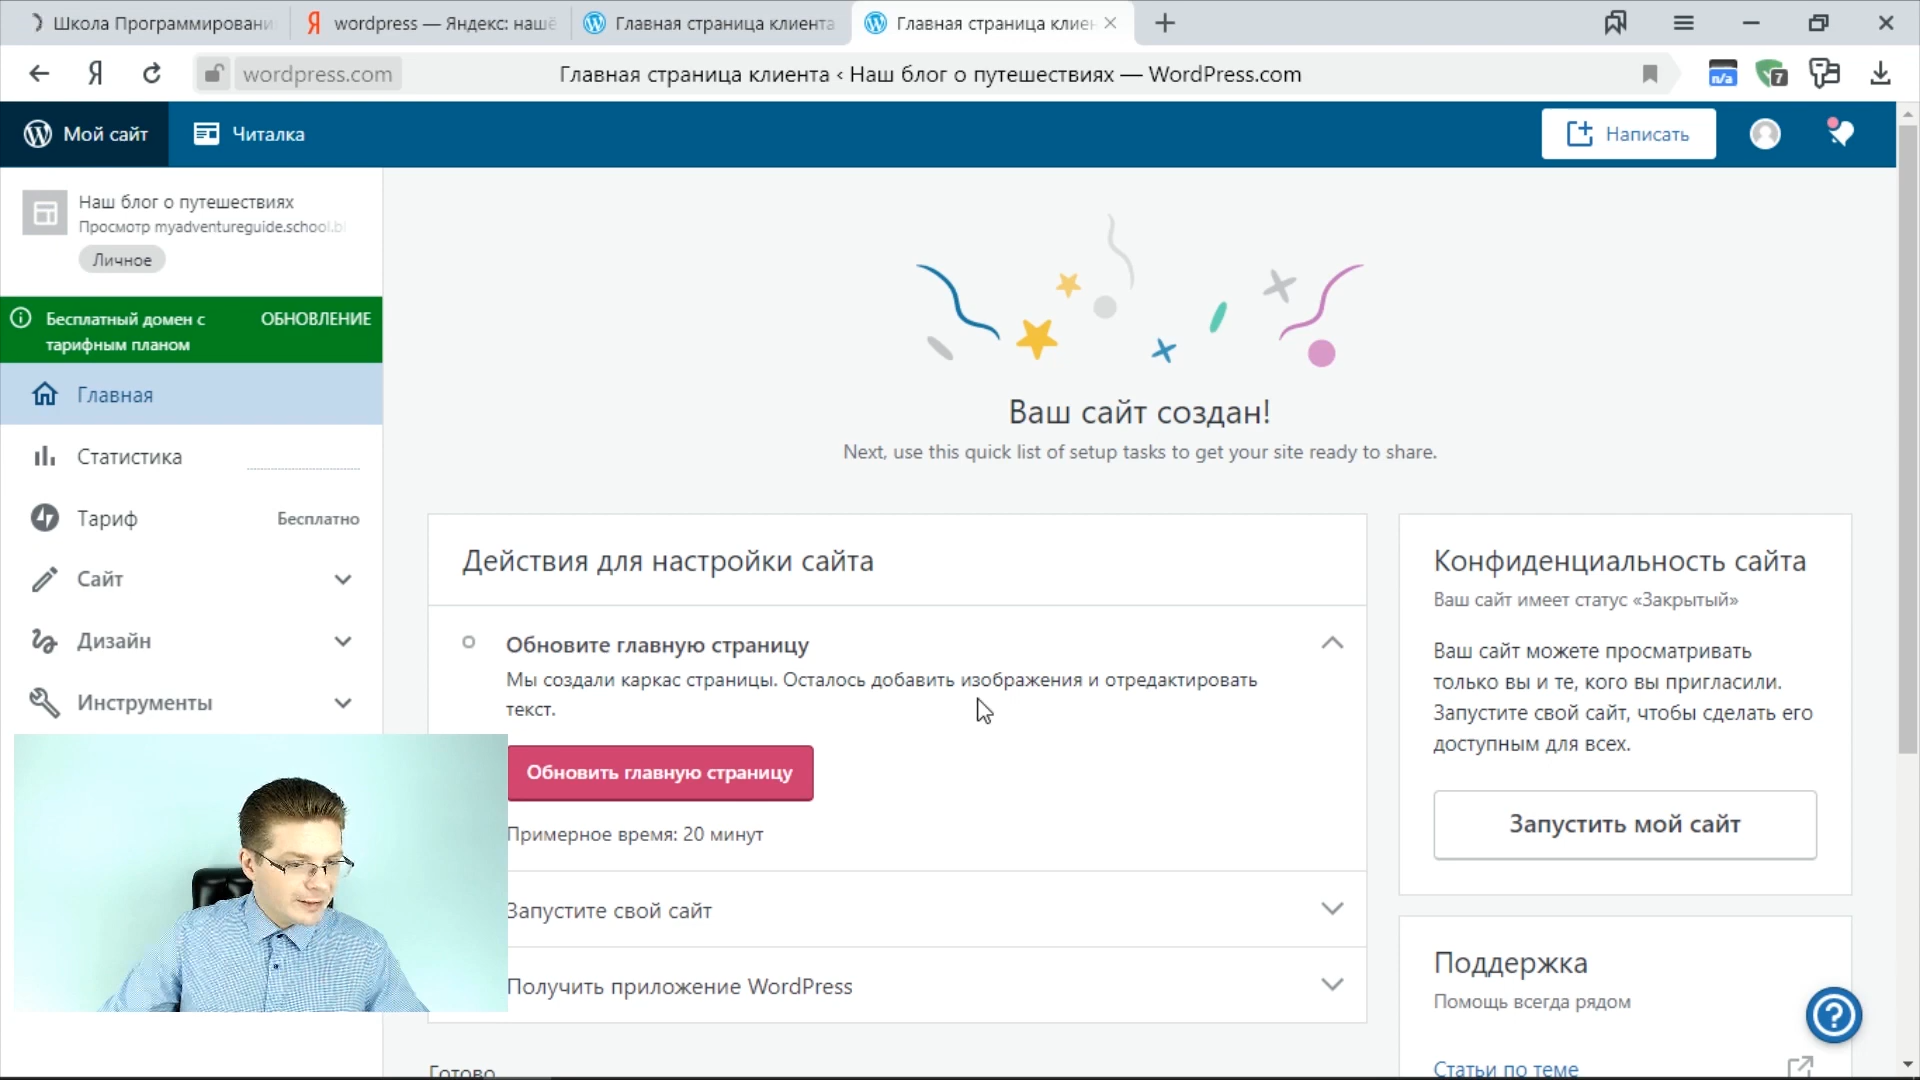 Школа Программировани
Я wordpress — Яндекс: нашё
Главная страница клиента
Главная страница клиен
Я
wordpress.com
Главная страница клиента ‹ Наш блог о путешествиях — WordPress.com
n/a
7
Мой сайт
Читалка
Написать
Наш блог о путешествиях
Просмотр myadventureguide.school.bl
Личное
Бесплатный домен с
тарифным планом
ОБНОВЛЕНИЕ
Главная
Статистика
Тариф
Бесплатно
Сайт
Дизайн
Инструменты
Ваш сайт создан!
Next, use this quick list of setup tasks to get your site ready to share.
Действия для настройки сайта
Обновите главную страницу
Мы создали каркас страницы. Осталось добавить изображения и отредактировать
текст.
Обновить главную страницу
Примерное время: 20 минут
Запустите свой сайт
Получить приложение WordPress
Готово
Конфиденциальность сайта
Ваш сайт имеет статус «Закрытый»
Ваш сайт можете просматривать
только вы и те, кого вы пригласили.
Запустите свой сайт, чтобы сделать его
доступным для всех.
Запустить мой сайт
Поддержка
Помощь всегда рядом
Статьи по теме